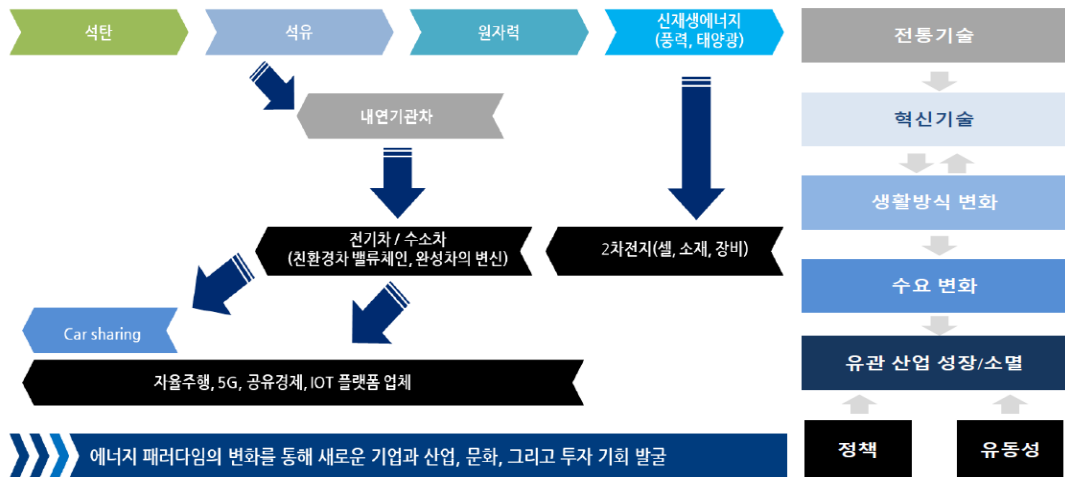 석탄
석유
원자력
신재생에너지
(풍력, 태양광)
내연기관차
전기차 / 수소차
(친환경차 밸류체인, 완성차의 변신)
2차전지(셀, 소재, 장비)
Car sharing
자율주행, 5G, 공유경제, IOT 플랫폼 업체
에너지 패러다임의 변화를 통해 새로운 기업과 산업, 문화, 그리고 투자 기회 발굴
전통기술
혁신기술
생활방식 변화
수요 변화
유관 산업 성장/소멸
정책
유동성